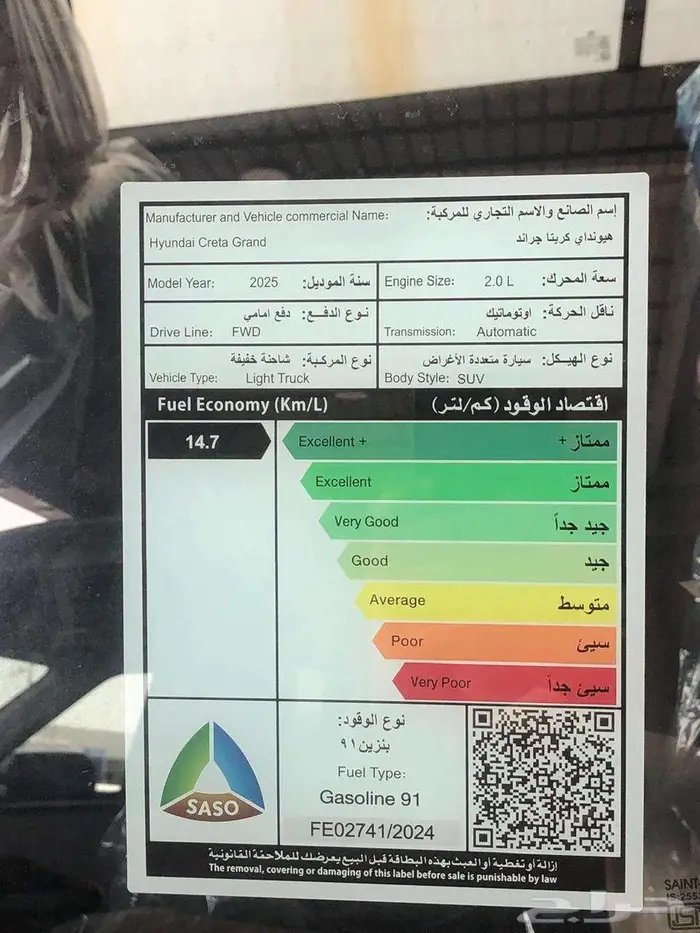 Manufacturer and Vehicle commercial Name: إسم الصانع والاسم التجاري للمركبة:
Hyundai Creta Grand هيونداي كريتا جراند
Model Year: 2025 سنة الموديل:
Engine Size: 2.0 L سعة المحرك:
نوع الدفع: دفع امامي
Drive Line: FWD
ناقل الحركة: اوتوماتيك
Transmission: Automatic
نوع المركبة: شاحنة خفيفة
Vehicle Type: Light Truck
نوع الهيكل: سيارة متعددة الأغراض
Body Style: SUV
Fuel Economy (Km/L) اقتصاد الوقود (كم/لتر)
14.7
Excellent + ممتاز +
Excellent ممتاز
Very Good جيد جداً
Good جيد
Average متوسط
Poor سيئ
Very Poor سيئ جداً
SASO
نوع الوقود:
بنزين ٩١
Fuel Type:
Gasoline 91
FE02741/2024
إزالة أو تغطية أو العبث بهذه البطاقة قبل البيع يعرضك للملاحقة القانونية
The removal, covering or damaging of this label before sale is punishable by law
SAINT-
حراج